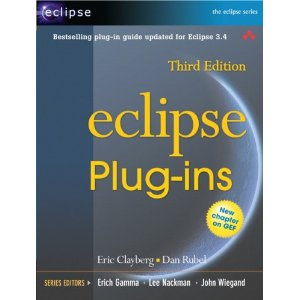 eclipse
the eclipse series
Bestselling plug-in guide updated for Eclipse 3.4
Third Edition
eclipse
Plug-ins
New
chapter
on GEF
Eric Clayberg ▪ Dan Rubel
SERIES EDITORS ▸ Erich Gamma ▪ Lee Nackman ▪ John Wiegand